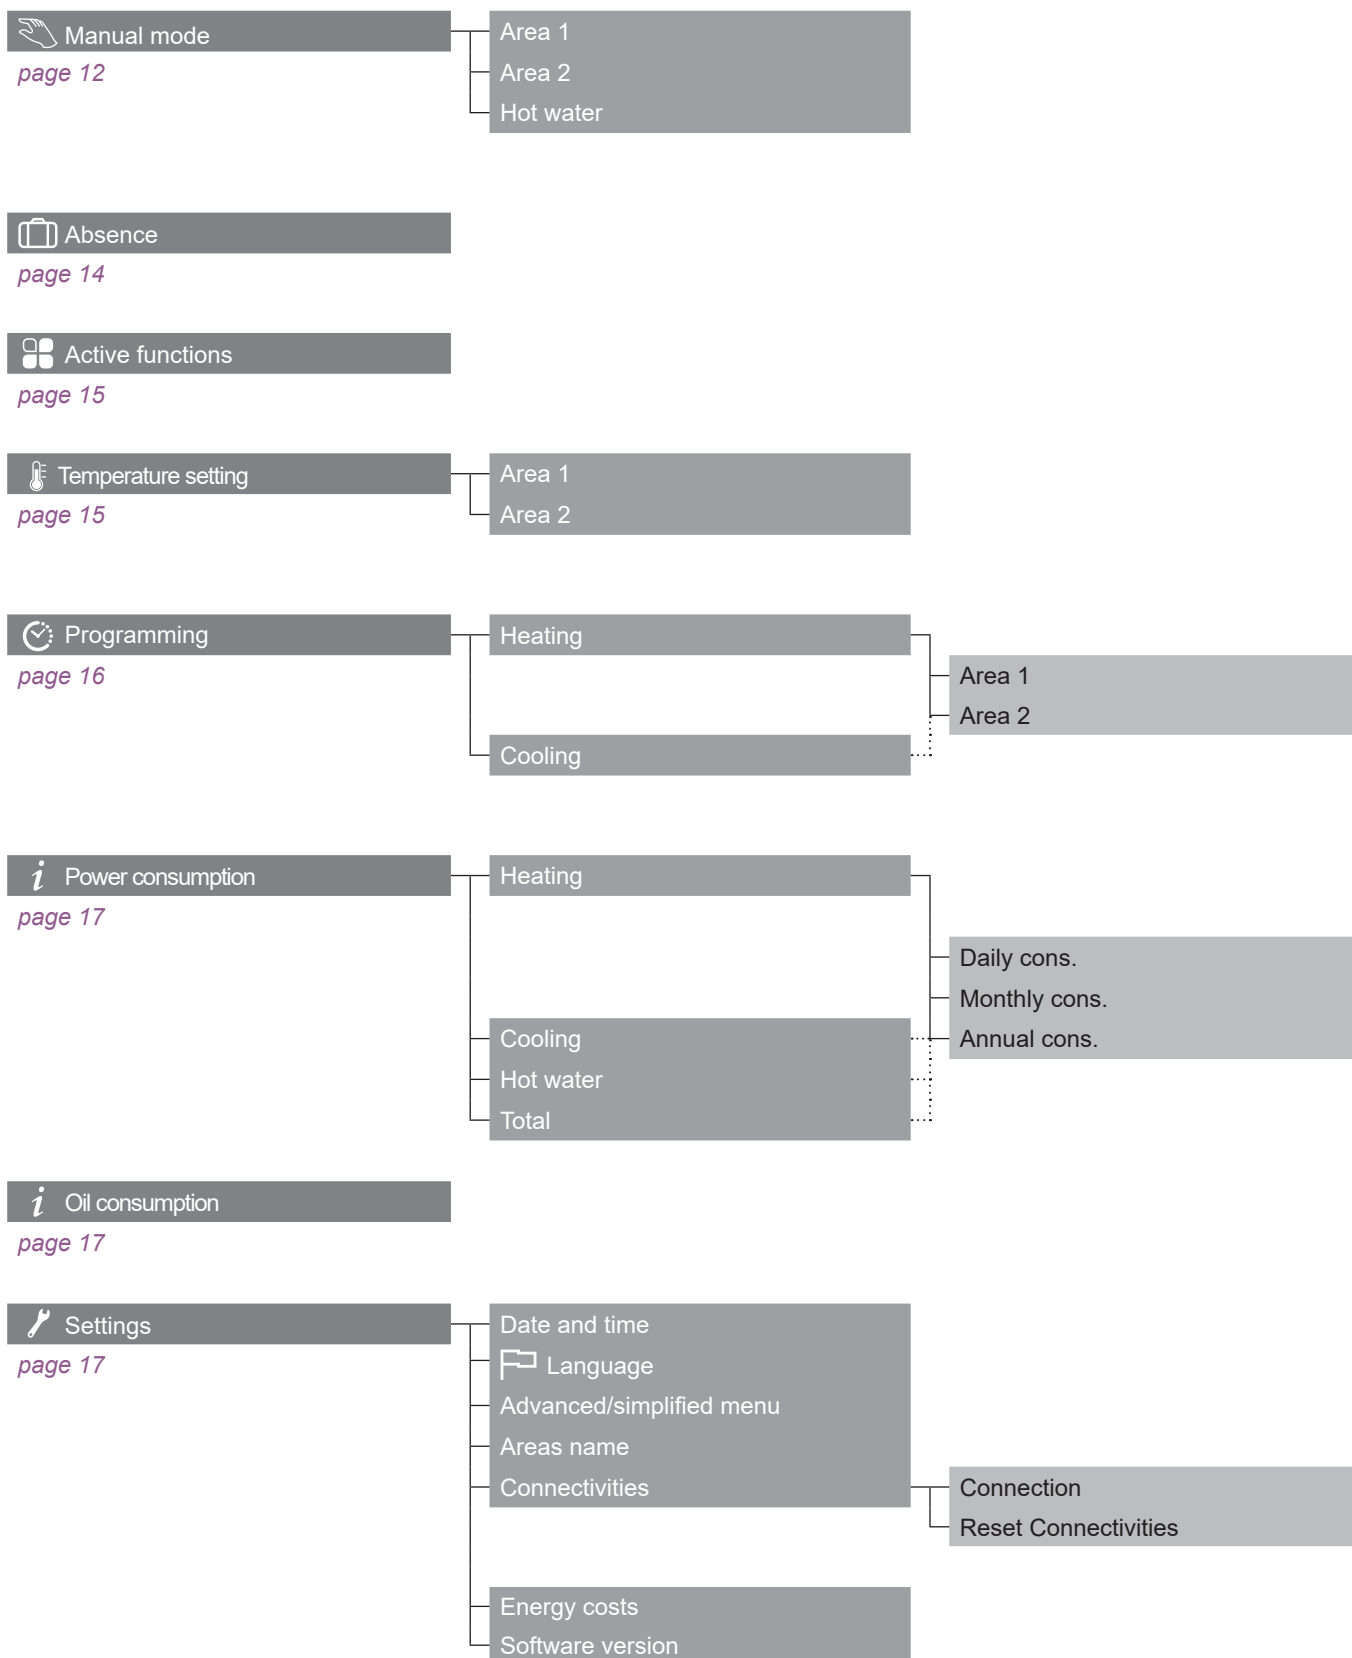 Manual mode
page 12
Area 1
Area 2
Hot water
Absence
page 14
Active functions
page 15
Temperature setting
page 15
Area 1
Area 2
Programming
page 16
Heating
Area 1
Area 2
Cooling
Power consumption
page 17
Heating
Daily cons.
Monthly cons.
Annual cons.
Cooling
Hot water
Total
Oil consumption
page 17
Settings
page 17
Date and time
Language
Advanced/simplified menu
Areas name
Connectivities
Connection
Reset Connectivities
Energy costs
Software version